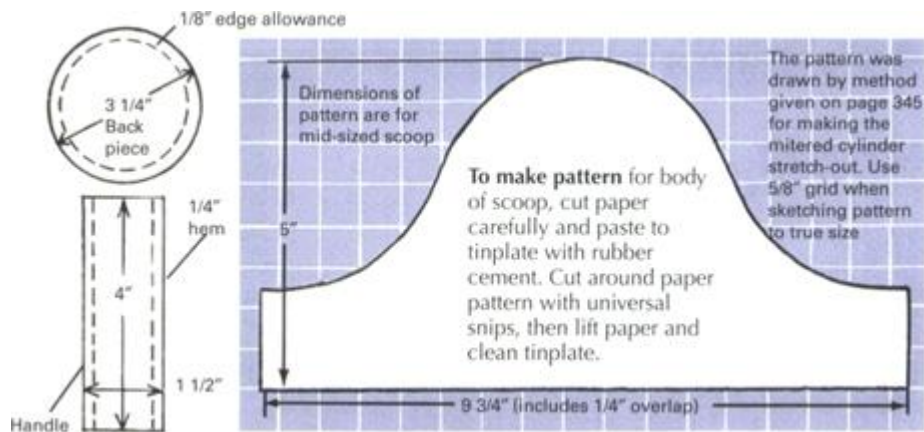 1/8" edge allowance
3 1/4"
Back
piece
1/4"
hem
4"
1 1/2"
Handle
Dimensions of
pattern are for
mid-sized scoop
5"
To make pattern for body
of scoop, cut paper
carefully and paste to
tinplate with rubber
cement. Cut around paper
pattern with universal
snips, then lift paper and
clean tinplate.
9 3/4" (includes 1/4" overlap)
The pattern was
drawn by method
given on page 345
for making the
mitered cylinder
stretch-out. Use
5/8" grid when
sketching pattern
to true size